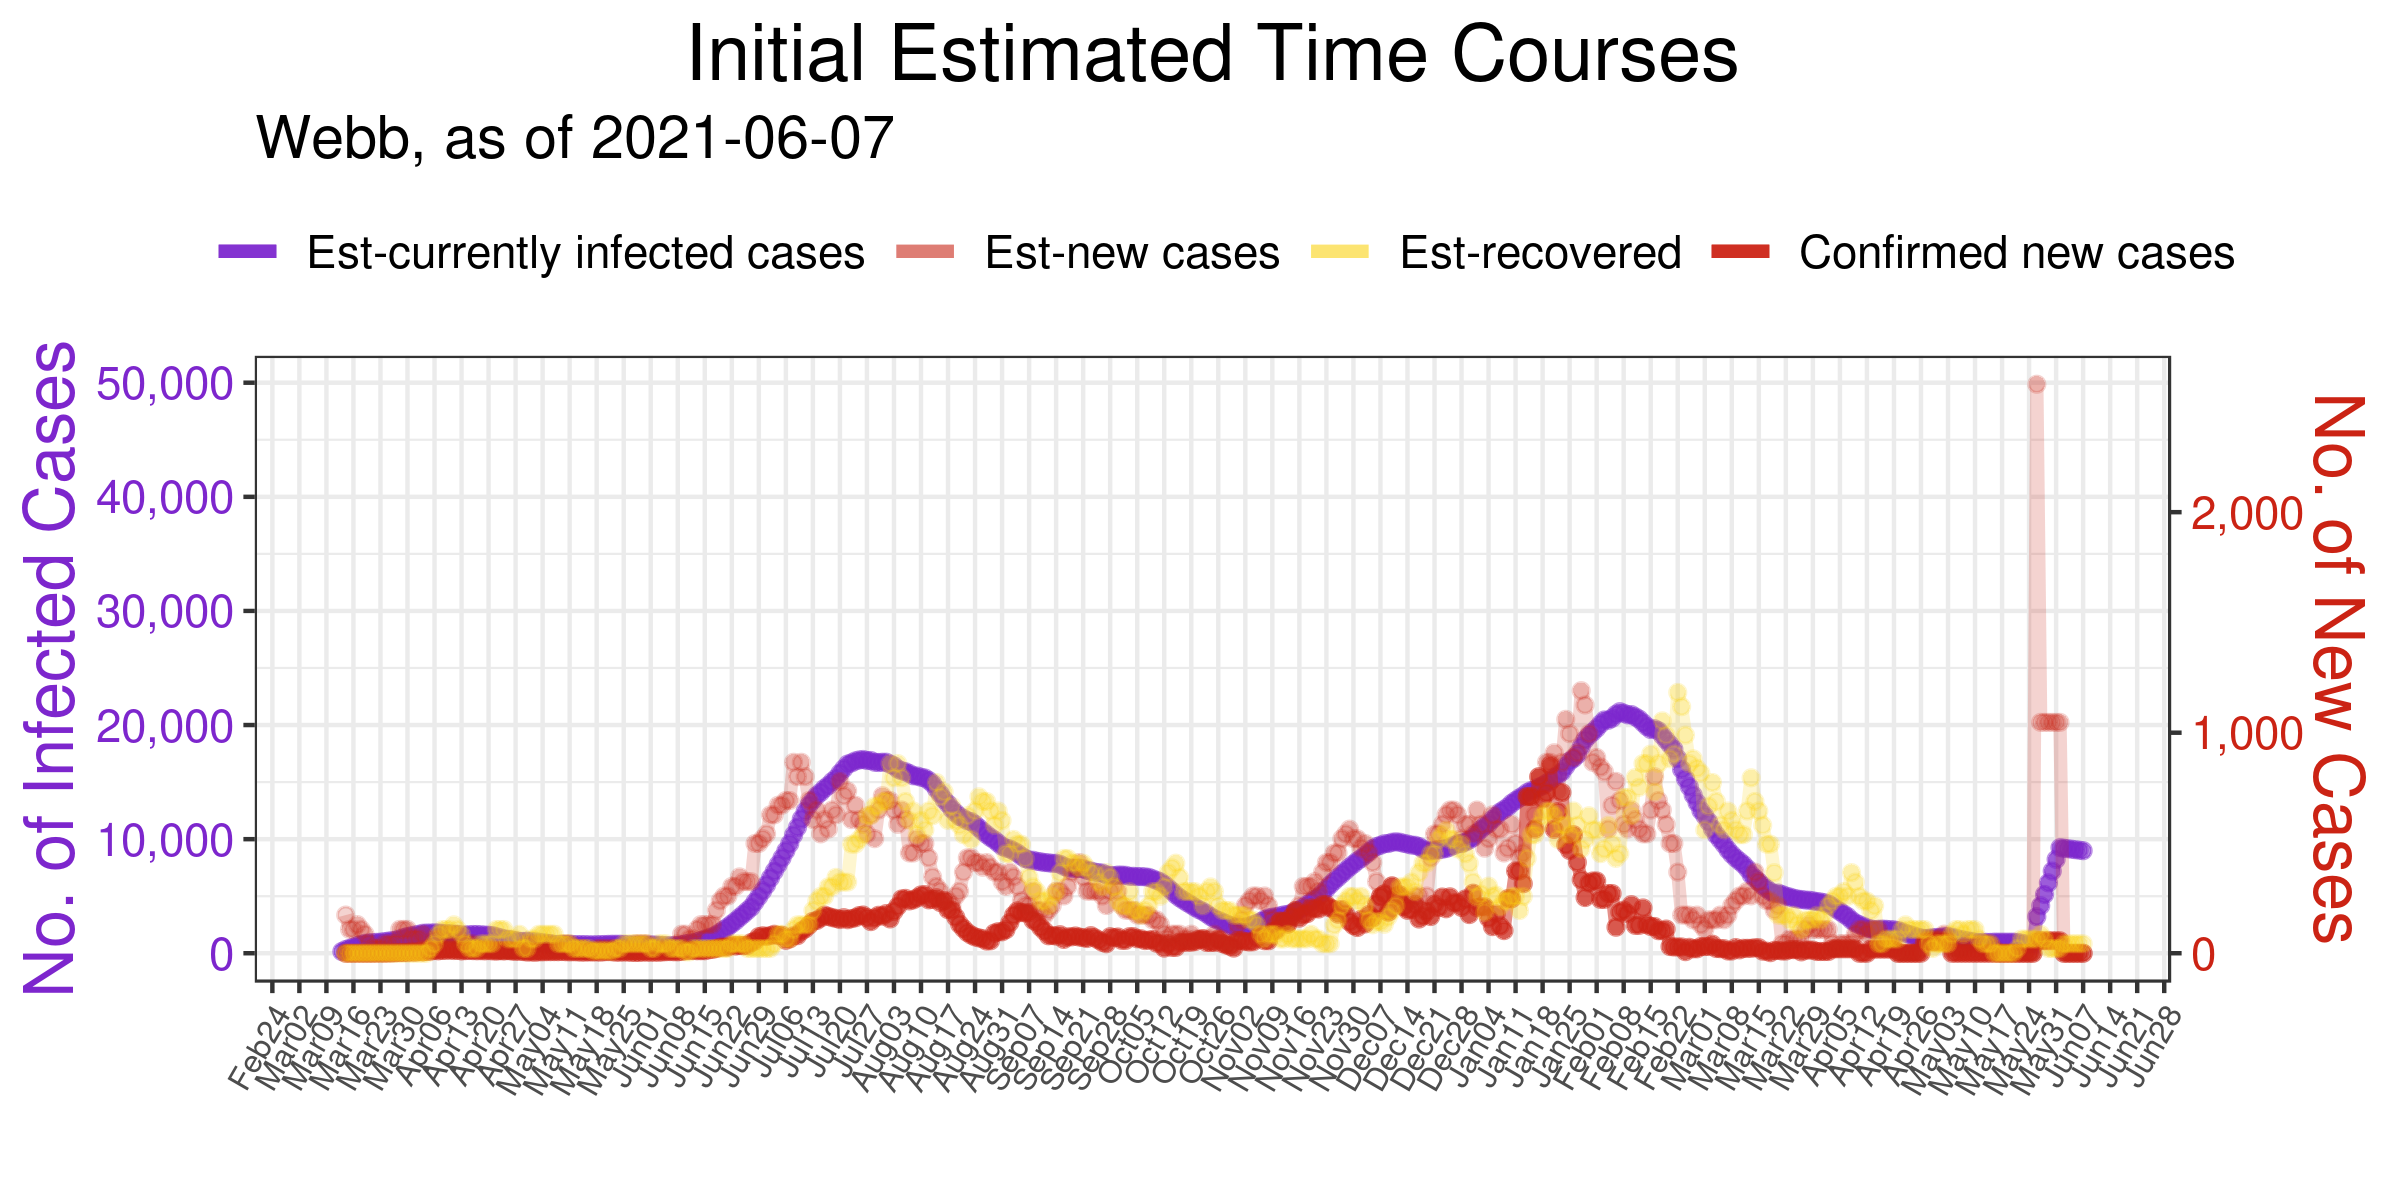 Initial Estimated Time Courses
Webb, as of 2021-06-07
Est-currently infected cases Est-new cases Est-recovered Confirmed new cases
No. of Infected Cases
50,000
40,000
30,000
20,000
10,000
0
2,000
1,000
0
No. of New Cases
Feb24 Mar02 Mar09 Mar16 Mar23 Mar30 Apr06 Apr13 Apr20 Apr27 May04 May11 May18 May25 Jun01 Jun08 Jun15 Jun22 Jun29 Jul06 Jul13 Jul20 Jul27 Aug03 Aug10 Aug17 Aug24 Aug31 Sep07 Sep14 Sep21 Sep28 Oct05 Oct12 Oct19 Oct26 Nov02 Nov09 Nov16 Nov23 Nov30 Dec07 Dec14 Dec21 Dec28 Jan04 Jan11 Jan18 Jan25 Feb01 Feb08 Feb15 Feb22 Mar01 Mar08 Mar15 Mar22 Mar29 Apr05 Apr12 Apr19 Apr26 May03 May10 May17 May24 May31 Jun07 Jun14 Jun21 Jun28